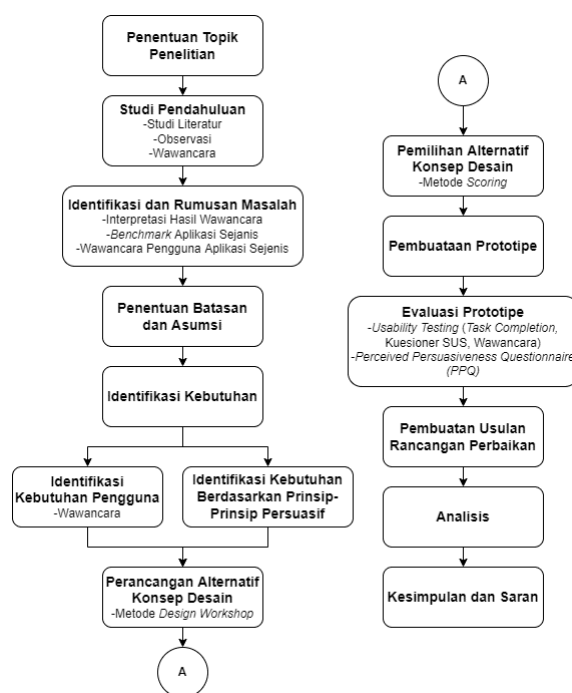 Penentuan Topik
Penelitian
Studi Pendahuluan
-Studi Literatur
-Observasi
-Wawancara
Identifikasi dan Rumusan Masalah
-Interpretasi Hasil Wawancara
-Benchmark Aplikasi Sejanis
-Wawancara Pengguna Aplikasi Sejenis
Penentuan Batasan
dan Asumsi
Identifikasi Kebutuhan
Identifikasi
Kebutuhan Pengguna
-Wawancara
Identifikasi Kebutuhan
Berdasarkan Prinsip-
Prinsip Persuasif
Perancangan Alternatif
Konsep Desain
-Metode Design Workshop
A
A
Pemilihan Alternatif
Konsep Desain
-Metode Scoring
Pembuataan Prototipe
Evaluasi Prototipe
-Usability Testing (Task Completion,
Kuesioner SUS, Wawancara)
-Perceived Persuasiveness Questionnaire
(PPQ)
Pembuatan Usulan
Rancangan Perbaikan
Analisis
Kesimpulan dan Saran